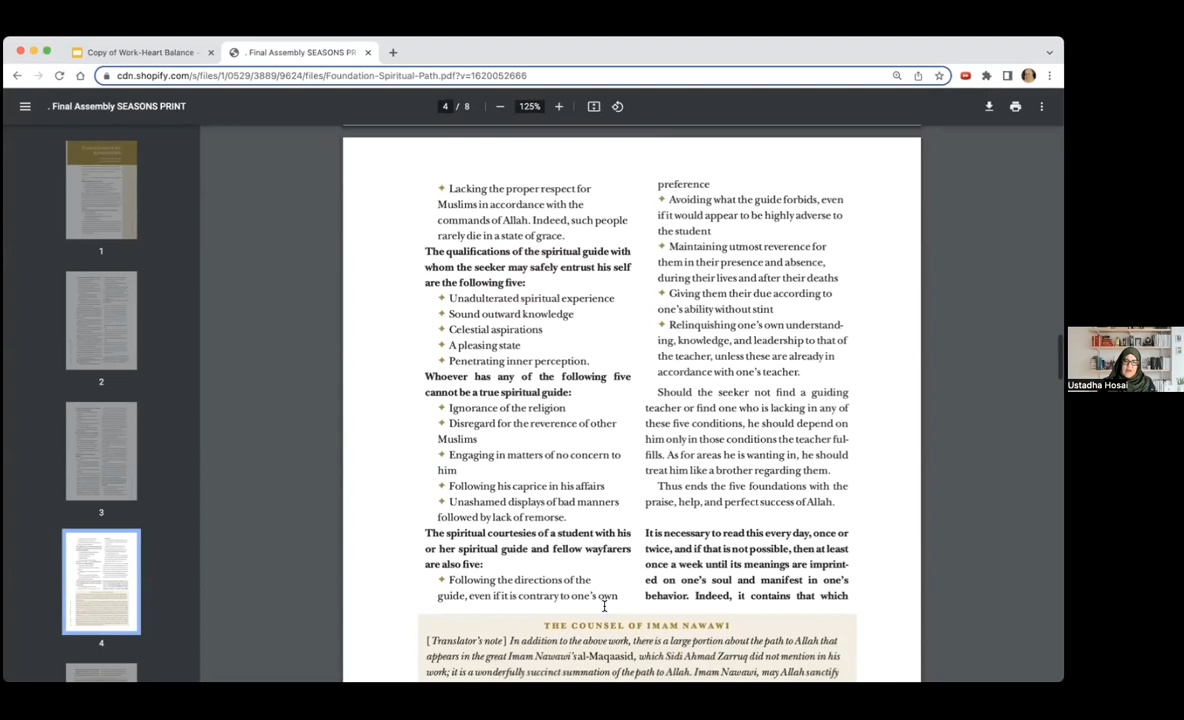 Copy of Work-Heart Balance -
. Final Assembly SEASONS PR
cdn.shopify.com/s/files/1/0529/3889/9624/files/Foundation-Spiritual-Path.pdf?v=1620052666
. Final Assembly SEASONS PRINT
4 / 8
125%
1
2
3
4
✦ Lacking the proper respect for
Muslims in accordance with the
commands of Allah. Indeed, such people
rarely die in a state of grace.
The qualifications of the spiritual guide with
whom the seeker may safely entrust his self
are the following five:
✦ Unadulterated spiritual experience
✦ Sound outward knowledge
✦ Celestial aspirations
✦ A pleasing state
✦ Penetrating inner perception.
Whoever has any of the following five
cannot be a true spiritual guide:
✦ Ignorance of the religion
✦ Disregard for the reverence of other
Muslims
✦ Engaging in matters of no concern to
him
✦ Following his caprice in his affairs
✦ Unashamed displays of bad manners
followed by lack of remorse.
The spiritual courtesies of a student with his
or her spiritual guide and fellow wayfarers
are also five:
✦ Following the directions of the
guide, even if it is contrary to one's own
preference
✦ Avoiding what the guide forbids, even
if it would appear to be highly adverse to
the student
✦ Maintaining utmost reverence for
them in their presence and absence,
during their lives and after their deaths
✦ Giving them their due according to
one's ability without stint
✦ Relinquishing one's own understand-
ing, knowledge, and leadership to that of
the teacher, unless these are already in
accordance with one's teacher.
Should the seeker not find a guiding
teacher or find one who is lacking in any of
these five conditions, he should depend on
him only in those conditions the teacher ful-
fills. As for areas he is wanting in, he should
treat him like a brother regarding them.
Thus ends the five foundations with the
praise, help, and perfect success of Allah.
It is necessary to read this every day, once or
twice, and if that is not possible, then at least
once a week until its meanings are imprint-
ed on one's soul and manifest in one's
behavior. Indeed, it contains that which
THE COUNSEL OF IMAM NAWAWI
[Translator's note] In addition to the above work, there is a large portion about the path to Allah that
appears in the great Imam Nawawi's al-Maqaasid, which Sidi Ahmad Zarruq did not mention in his
work; it is a wonderfully succinct summation of the path to Allah. Imam Nawawi, may Allah sanctify
Ustadha Hosai